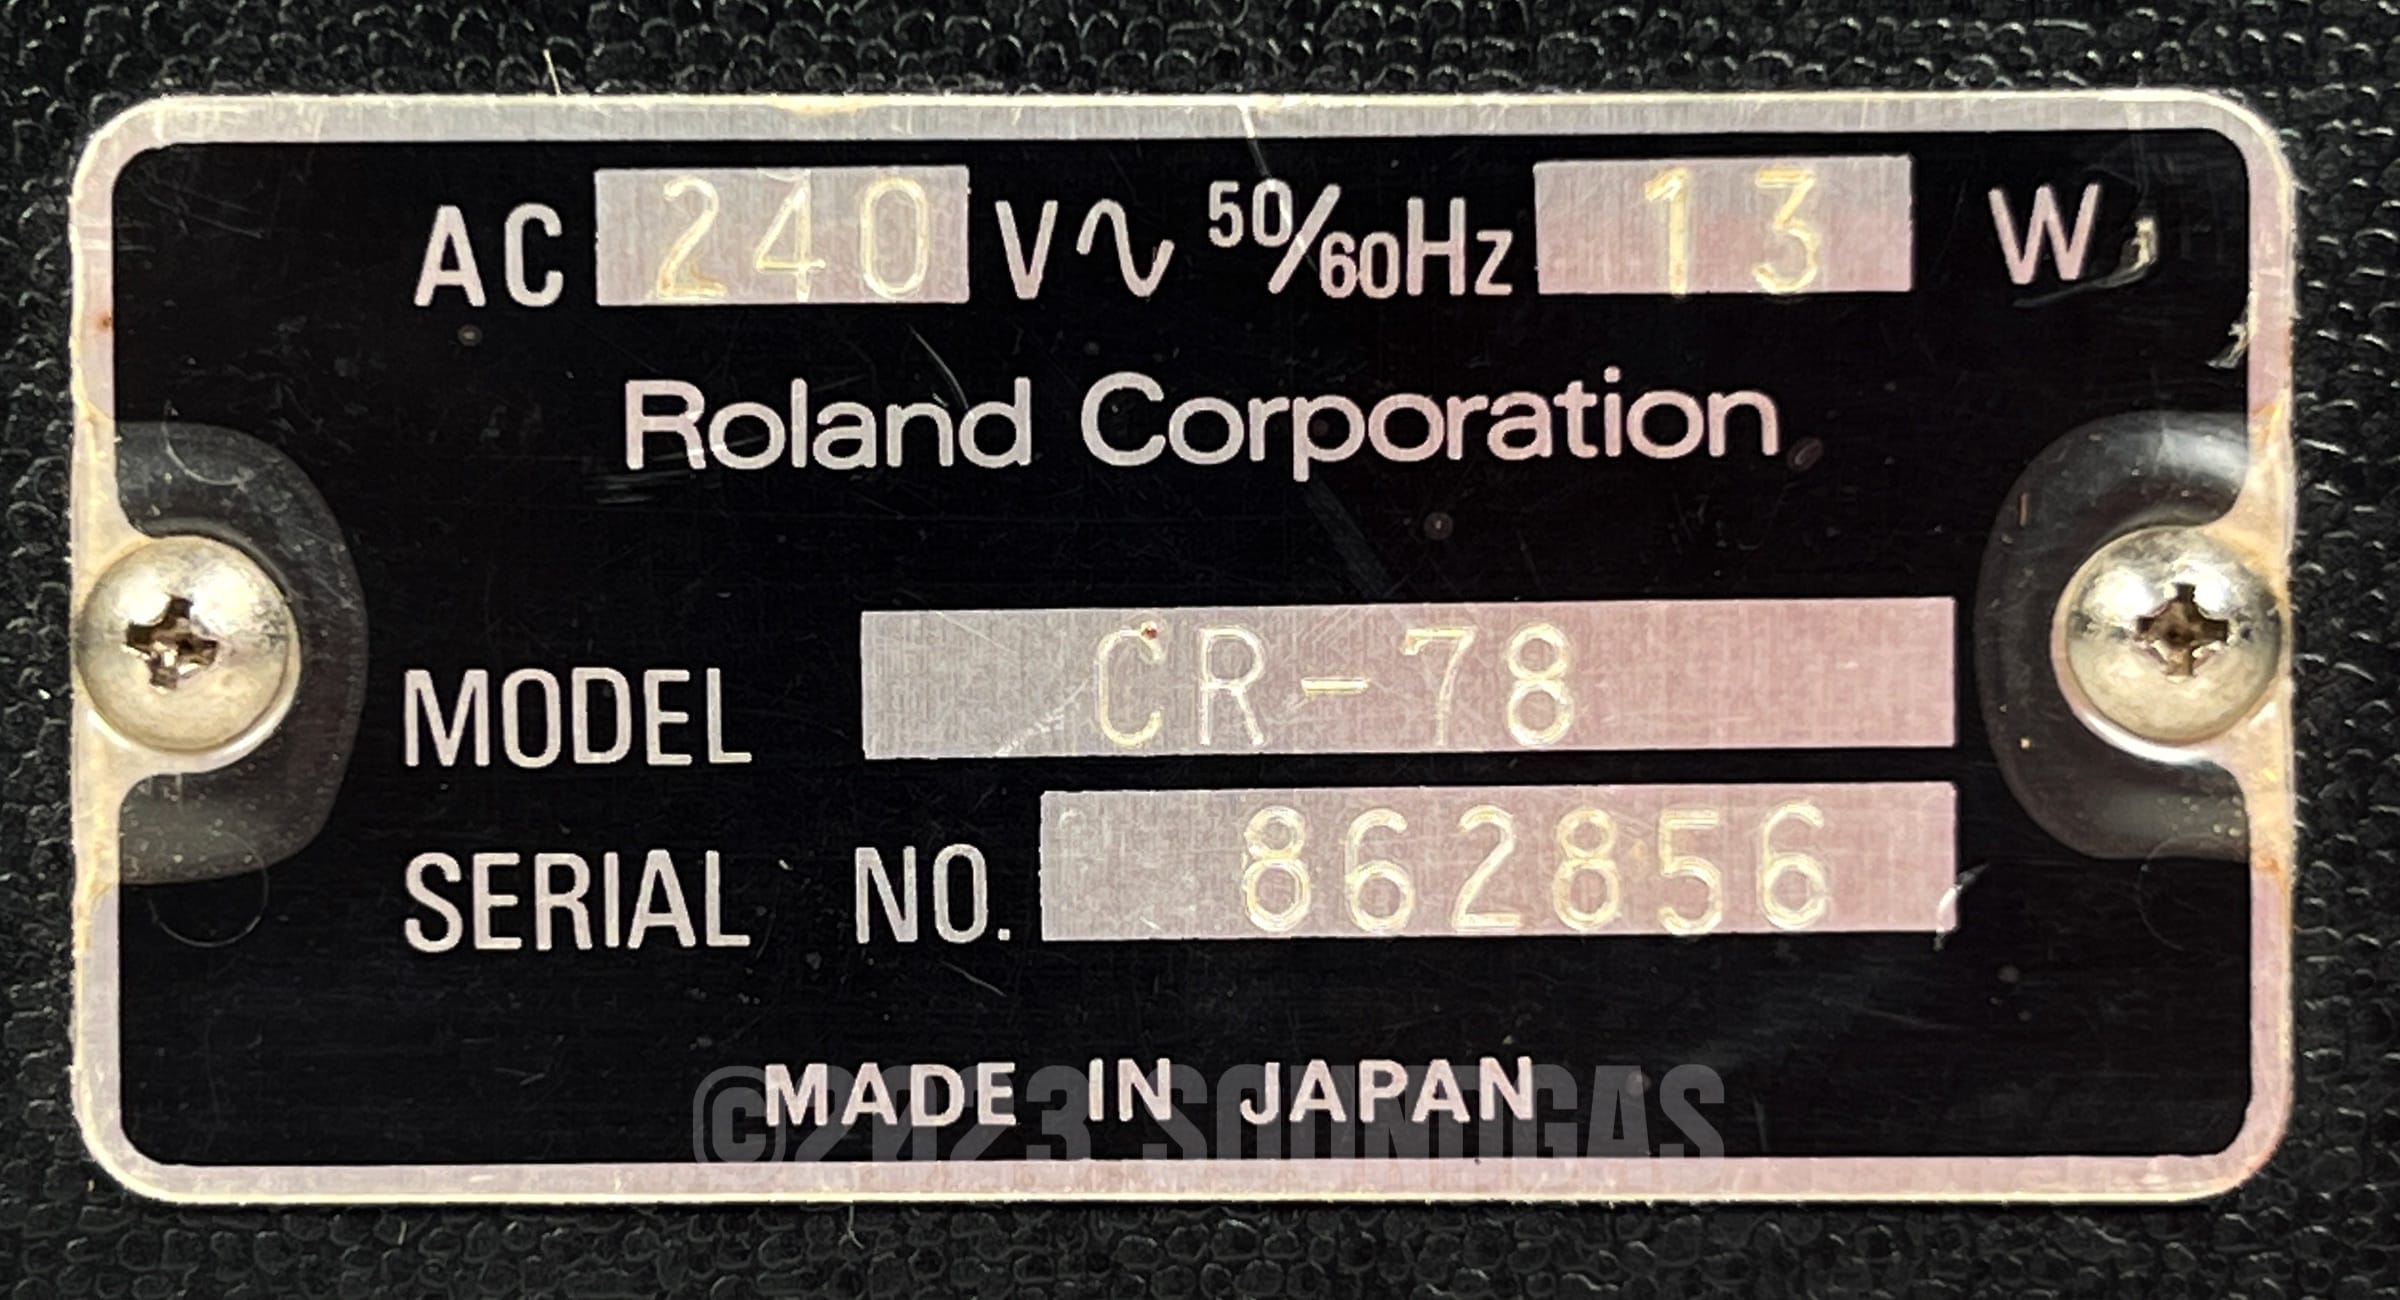 AC 240 V∿ 50/60Hz 13 W
Roland Corporation
MODEL CR-78
SERIAL NO. 862856
MADE IN JAPAN
©2023 SOUNDGAS